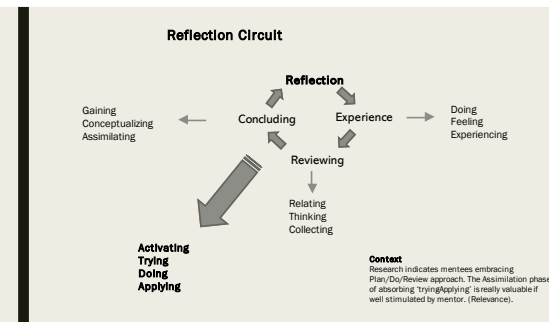 Reflection Circuit
Reflection
Concluding
Experience
Reviewing
Gaining
Conceptualizing
Assimilating
Doing
Feeling
Experiencing
Relating
Thinking
Collecting
Activating
Trying
Doing
Applying
Context
Research indicates mentees embracing
Plan/Do/Review approach. The Assimilation phase
of absorbing 'tryingApplying' is really valuable if
well stimulated by mentor. (Relevance).